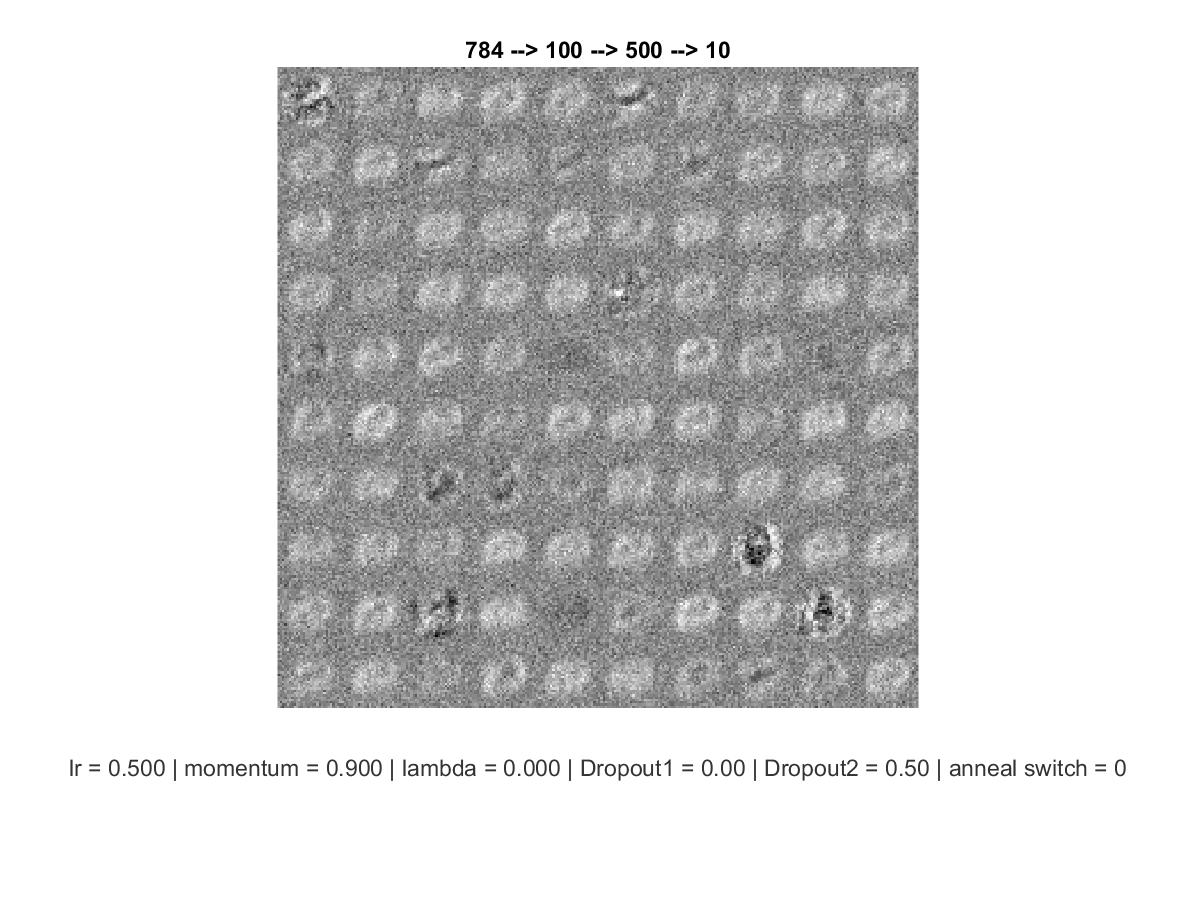 784 --> 100 --> 500 --> 10
lr = 0.500 | momentum = 0.900 | lambda = 0.000 | Dropout1 = 0.00 | Dropout2 = 0.50 | anneal switch = 0